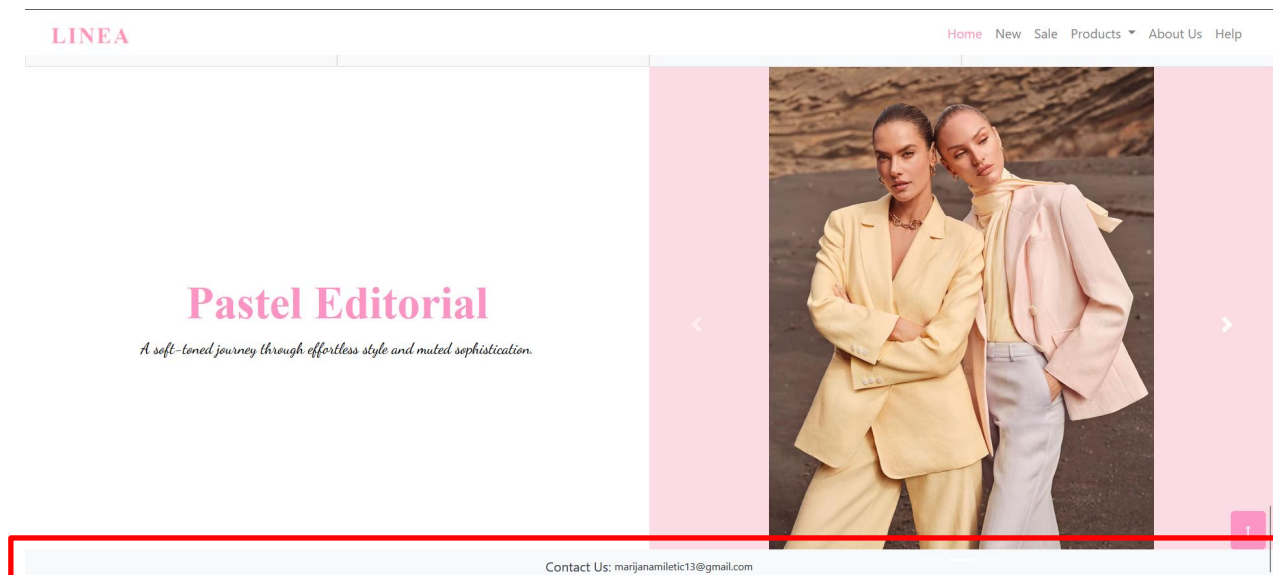 LINEA
Home New Sale Products About Us Help
Pastel Editorial
A soft-toned journey through effortless style and muted sophistication.
↑
Contact Us: marijanamiletic13@gmail.com